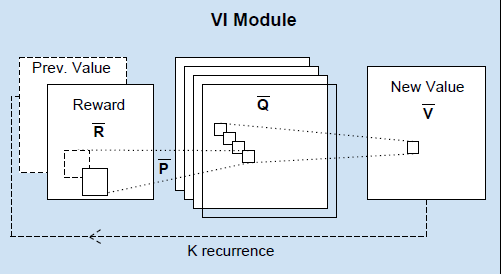 VI Module
Prev. Value
Reward
R̅
P̅
Q̅
New Value
V̅
K recurrence